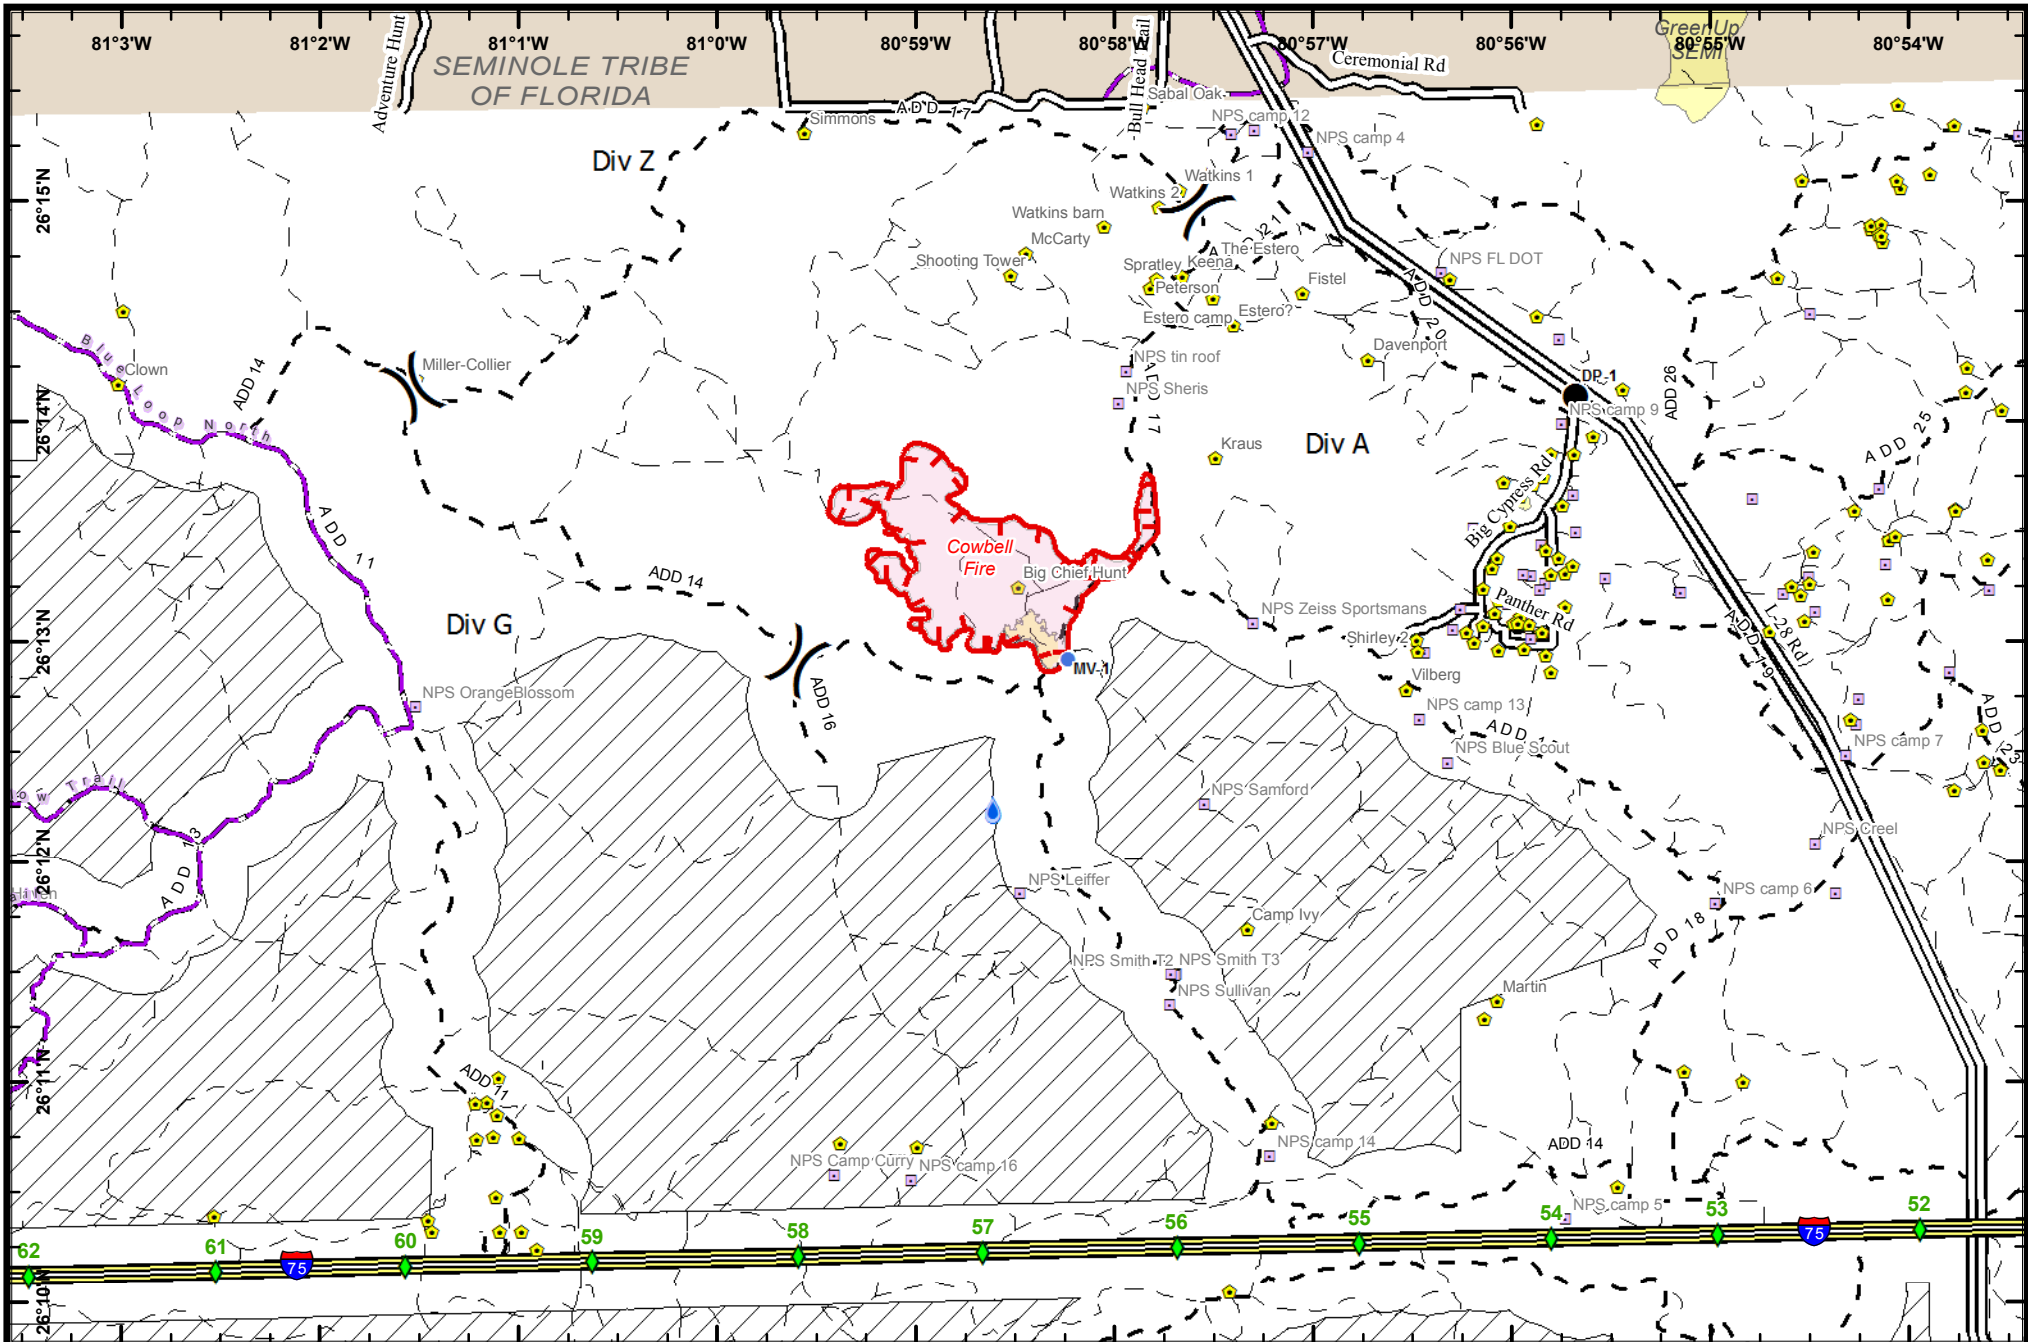 81°3'W
81°2'W
81°1'W
81°0'W
80°59'W
80°58'W
80°57'W
80°56'W
80°55'W
80°54'W
Adventure Hunt
SEMINOLE TRIBE
OF FLORIDA
Bull Head Trail
Ceremonial Rd
GreenUp
SEMI
Sabal Oak
ADD 17
Simmons
NPS camp 12
NPS camp 4
Div Z
26°15'N
Watkins 1
Watkins 2
Watkins barn
McCarty
Shooting Tower
ADD 21
The Estero
Spratley
Keena
Peterson
Fistel
Estero camp
Estero?
NPS FL DOT
ADD 20
Davenport
Blue Loop North
Clown
ADD 14
Miller-Collier
NPS tin roof
NPS Sheris
ADD 17
DP-1
NPS camp 9
ADD 26
26°14'N
ADD 25
Kraus
Div A
Big Cypress Rd
ADD 11
Cowbell
Fire
Big Chief Hunt
ADD 14
Div G
26°13'N
NPS Zeiss Sportsmans
Shirley 2
Panther Rd
L-28 Rd
ADD 19
MV-1
Vilberg
ADD 16
NPS OrangeBlossom
NPS camp 13
NPS Blue Scout
NPS camp 7
ADD 23
low Trail
NPS Samford
NPS Creel
ADD 13
26°12'N
Haven
NPS Leiffer
NPS camp 6
Camp Ivy
ADD 18
NPS Smith T2
NPS Smith T3
NPS Sullivan
Martin
26°11'N
ADD 11
NPS camp 14
ADD 14
NPS Camp Curry
NPS camp 16
NPS camp 5
62
61
60
59
58
57
56
55
54
53
52
75
75
26°10'N